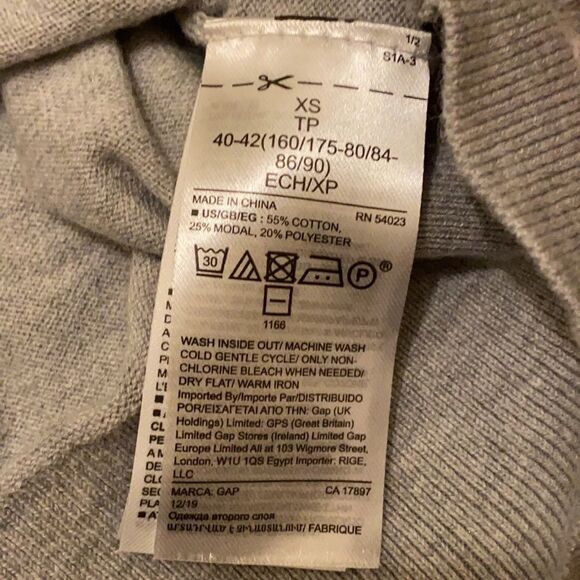 1/2
S1A-3
XS
TP
40-42(160/175-80/84-
86/90)
ECH/XP
MADE IN CHINA
RN 54023
■ US/GB/EG : 55% COTTON,
25% MODAL, 20% POLYESTER
30
P
®
1166
WASH INSIDE OUT/ MACHINE WASH
COLD GENTLE CYCLE/ ONLY NON-
CHLORINE BLEACH WHEN NEEDED/
DRY FLAT/ WARM IRON
Imported By/Importe Par/DISTRIBUIDO
POR/ΕΙΣΑΓΕΤΑΙ ΑΠΟ ΤΗΝ: Gap (UK
Holdings) Limited: GPS (Great Britain)
Limited Gap Stores (Ireland) Limited Gap
Europe Limited All at 103 Wigmore Street,
London, W1U 1QS Egypt Importer: RIGE,
LLC
MARCA: GAP
CA 17897
12/19
Одежда второго слоя
ԱՐՏԱԴՐՎԱԾ Է ՉԻՆԱՍՏԱՆՈՒՄ/ FABRIQUE